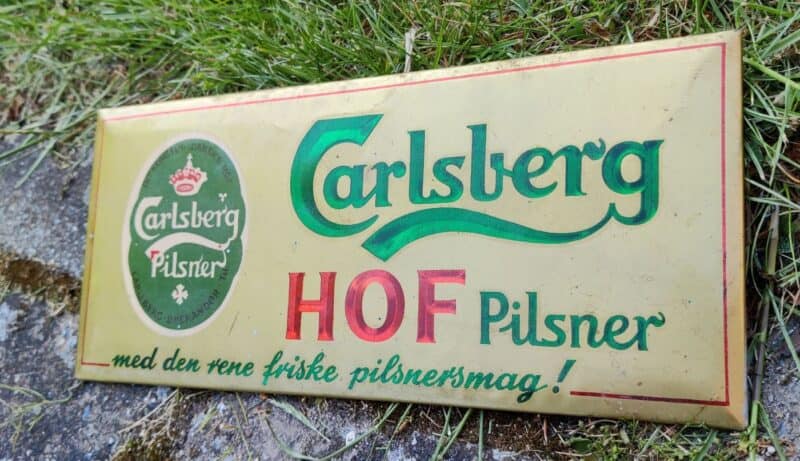 Carlsberg
Pilsner
Carlsberg
HOF Pilsner
med den rene friske pilsnersmag!